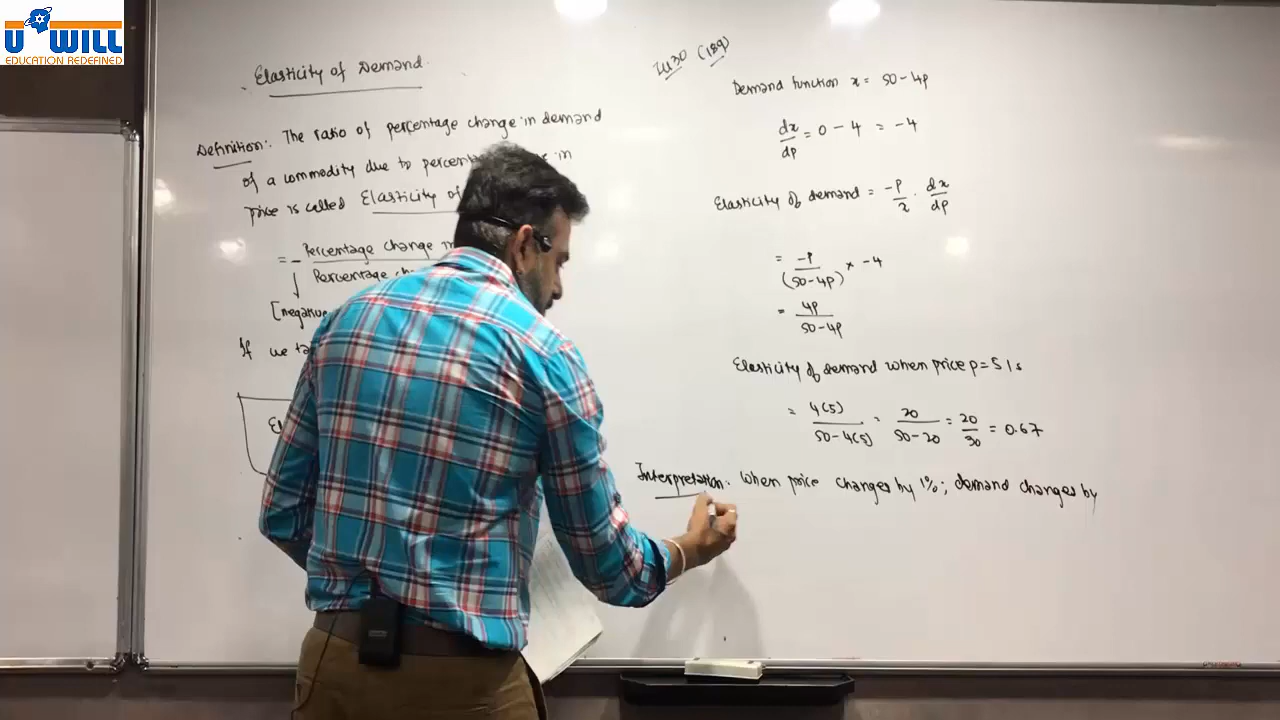 U WILL
EDUCATION REDEFINED
Elasticity of Demand
Definition:. The ratio of percentage change in demand
of a commodity due to percent in
price is called Elasticity of
= - Percentage change
Percentage
[negative
If we
El
(189)
Demand function x = 50 - 4p
dx/dp = 0 - 4 = -4
Elasticity of demand = -p/x . dx/dp
= -p/(50-4p) × -4
= 4p/50-4p
Elasticity of demand when price p=5 is
= 4(5)/50-4(5) = 20/50-20 = 20/30 = 0.67
Interpretation: When price changes by 1%; demand changes by